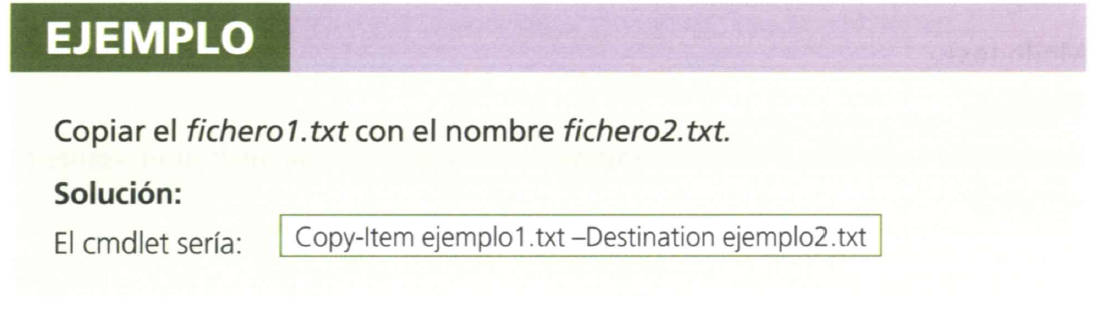 EJEMPLO
Copiar el fichero1.txt con el nombre fichero2.txt.
Solución:
El cmdlet sería: Copy-Item ejemplo1.txt –Destination ejemplo2.txt